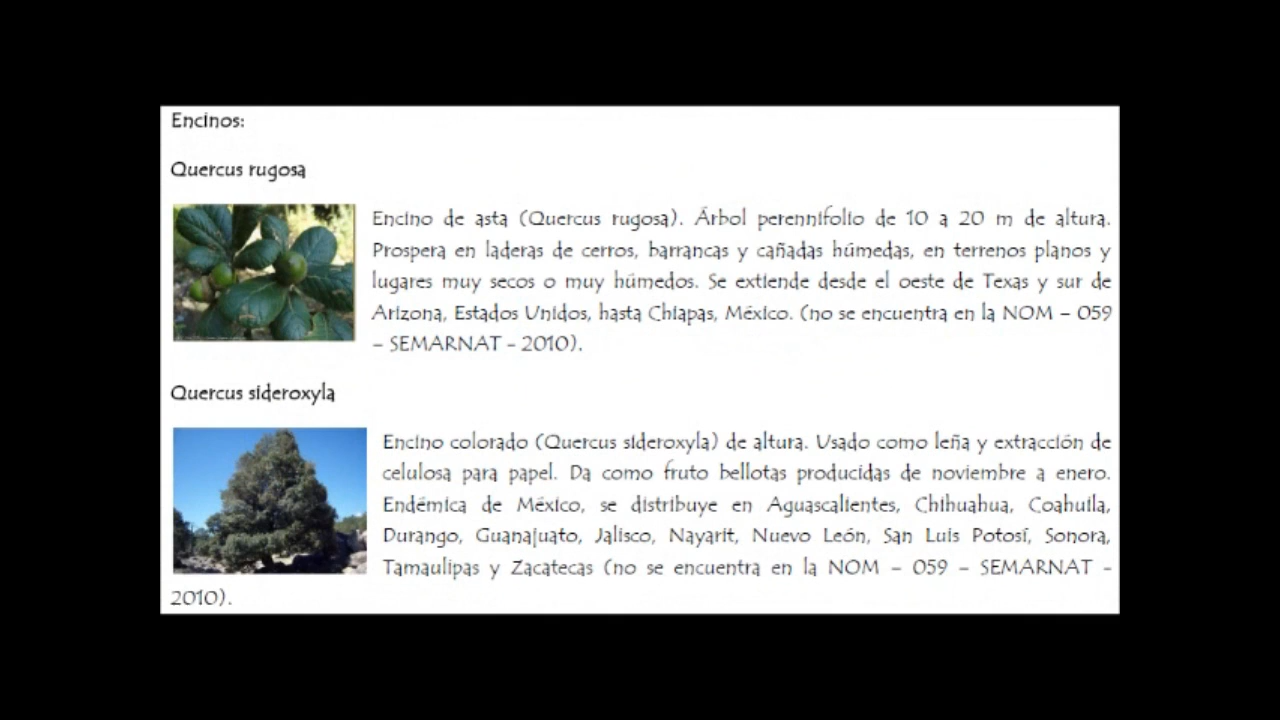 Encinos:
Quercus rugosa
Encino de asta (Quercus rugosa). Árbol perennifolio de 10 a 20 m de altura.
Prospera en laderas de cerros, barrancas y cañadas húmedas, en terrenos planos y
lugares muy secos o muy húmedos. Se extiende desde el oeste de Texas y sur de
Arizona, Estados Unidos, hasta Chiapas, México. (no se encuentra en la NOM – 059
– SEMARNAT - 2010).
Quercus sideroxyla
Encino colorado (Quercus sideroxyla) de altura. Usado como leña y extracción de
celulosa para papel. Da como fruto bellotas producidas de noviembre a enero.
Endémica de México, se distribuye en Aguascalientes, Chihuahua, Coahuila,
Durango, Guanajuato, Jalisco, Nayarit, Nuevo León, San Luis Potosí, Sonora,
Tamaulipas y Zacatecas (no se encuentra en la NOM – 059 – SEMARNAT -
2010).